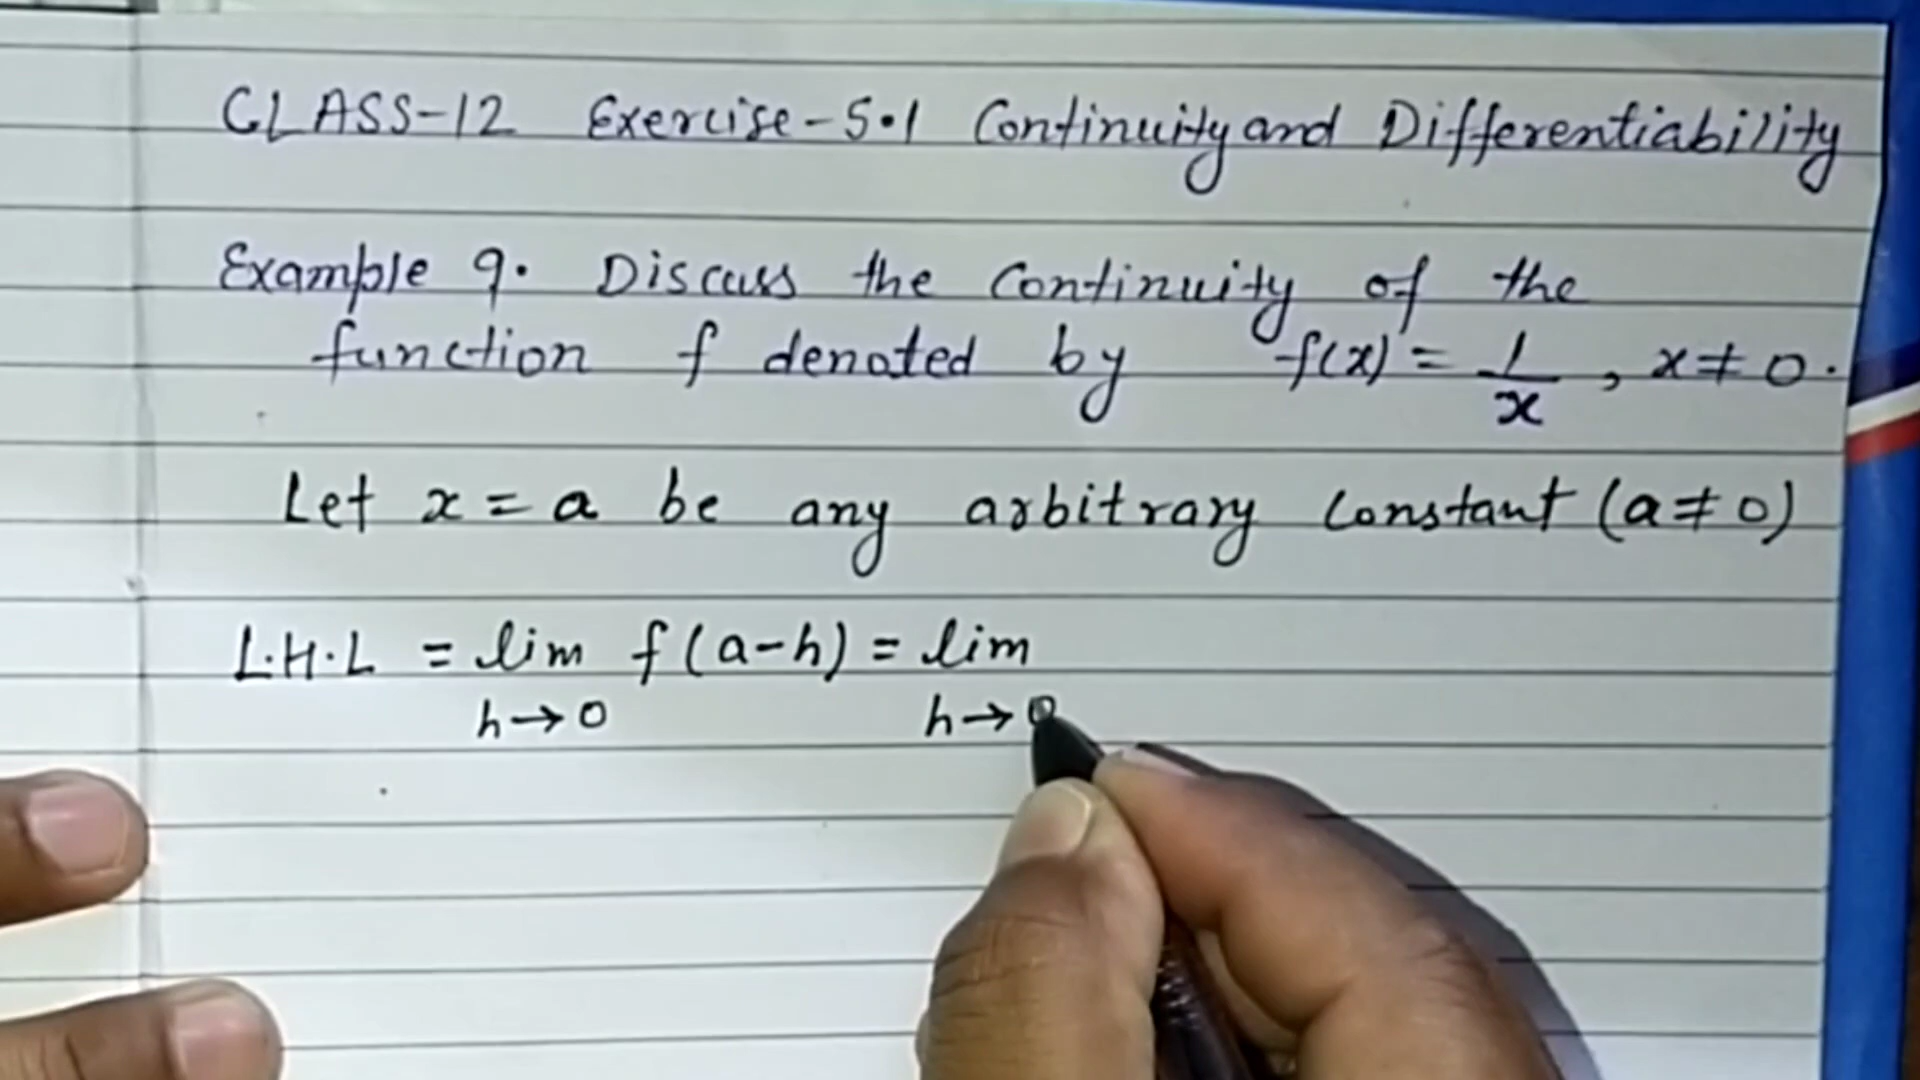 CLASS-12 Exercise-5.1 Continuity and Differentiability
Example 9. Discuss the continuity of the
function f denoted by f(x) = 1/x , x ≠ 0.
Let x = a be any arbitrary constant (a ≠ 0)
L.H.L = lim h→0 f(a-h) = lim h→0